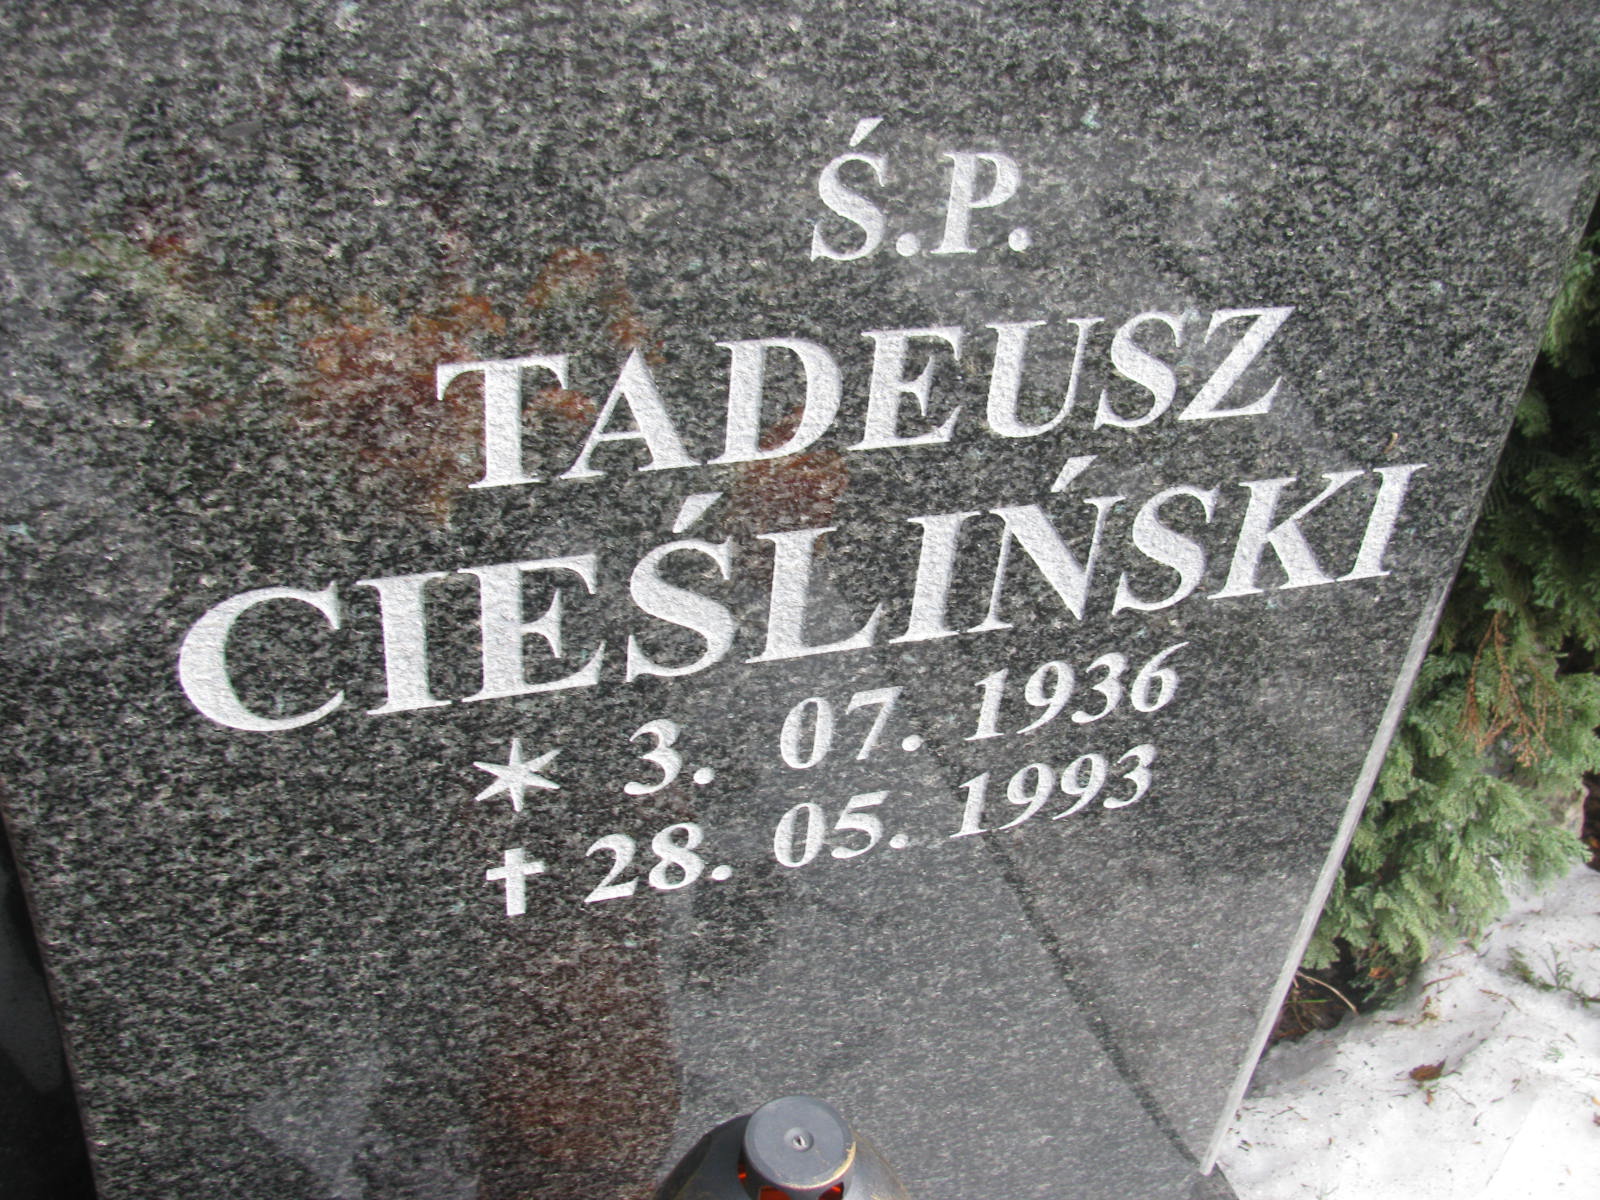 Ś.P.
TADEUSZ
CIEŚLIŃSKI
* 3. 07. 1936
✝ 28. 05. 1993